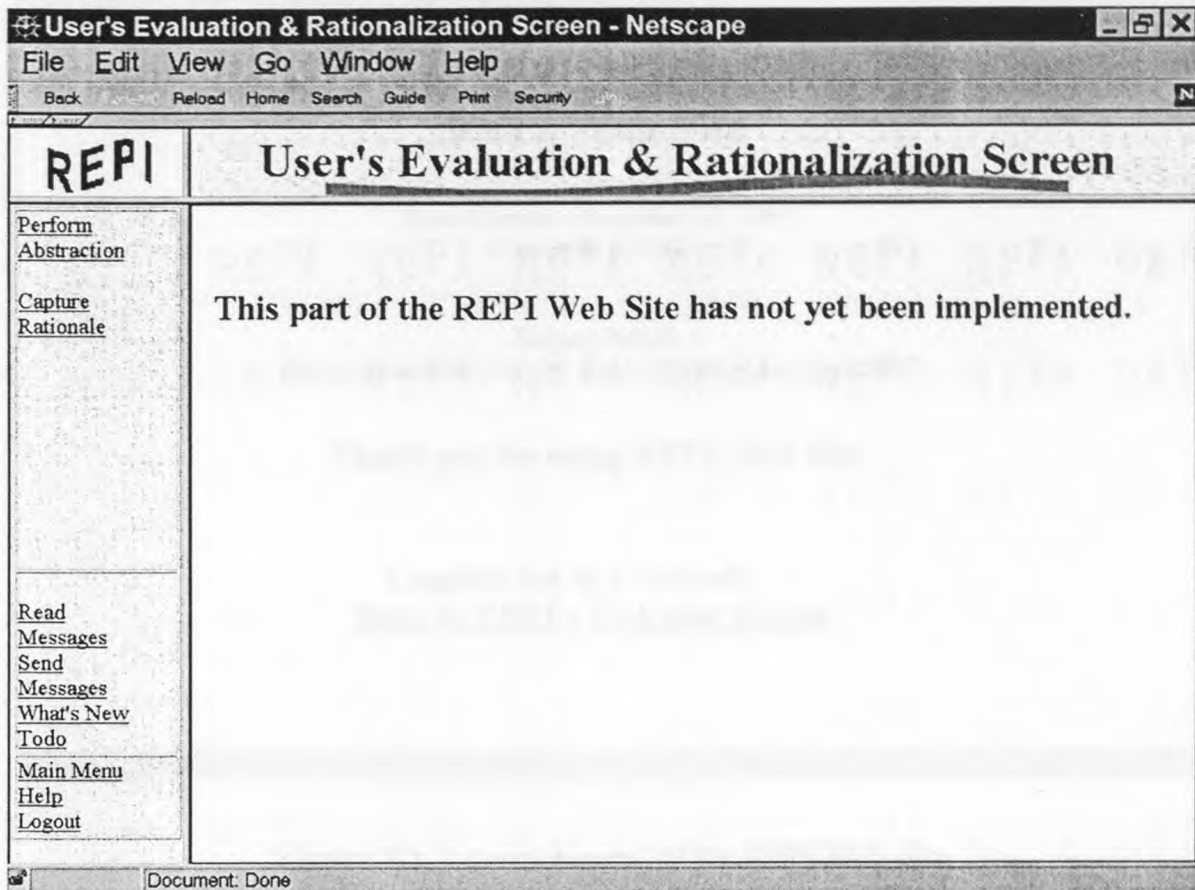 User's Evaluation & Rationalization Screen - Netscape
File Edit View Go Window Help
Back Reload Home Search Guide Print Security
N
REPI
User's Evaluation & Rationalization Screen
Perform
Abstraction
Capture
Rationale
This part of the REPI Web Site has not yet been implemented.
Read
Messages
Send
Messages
What's New
Todo
Main Menu
Help
Logout
Document: Done